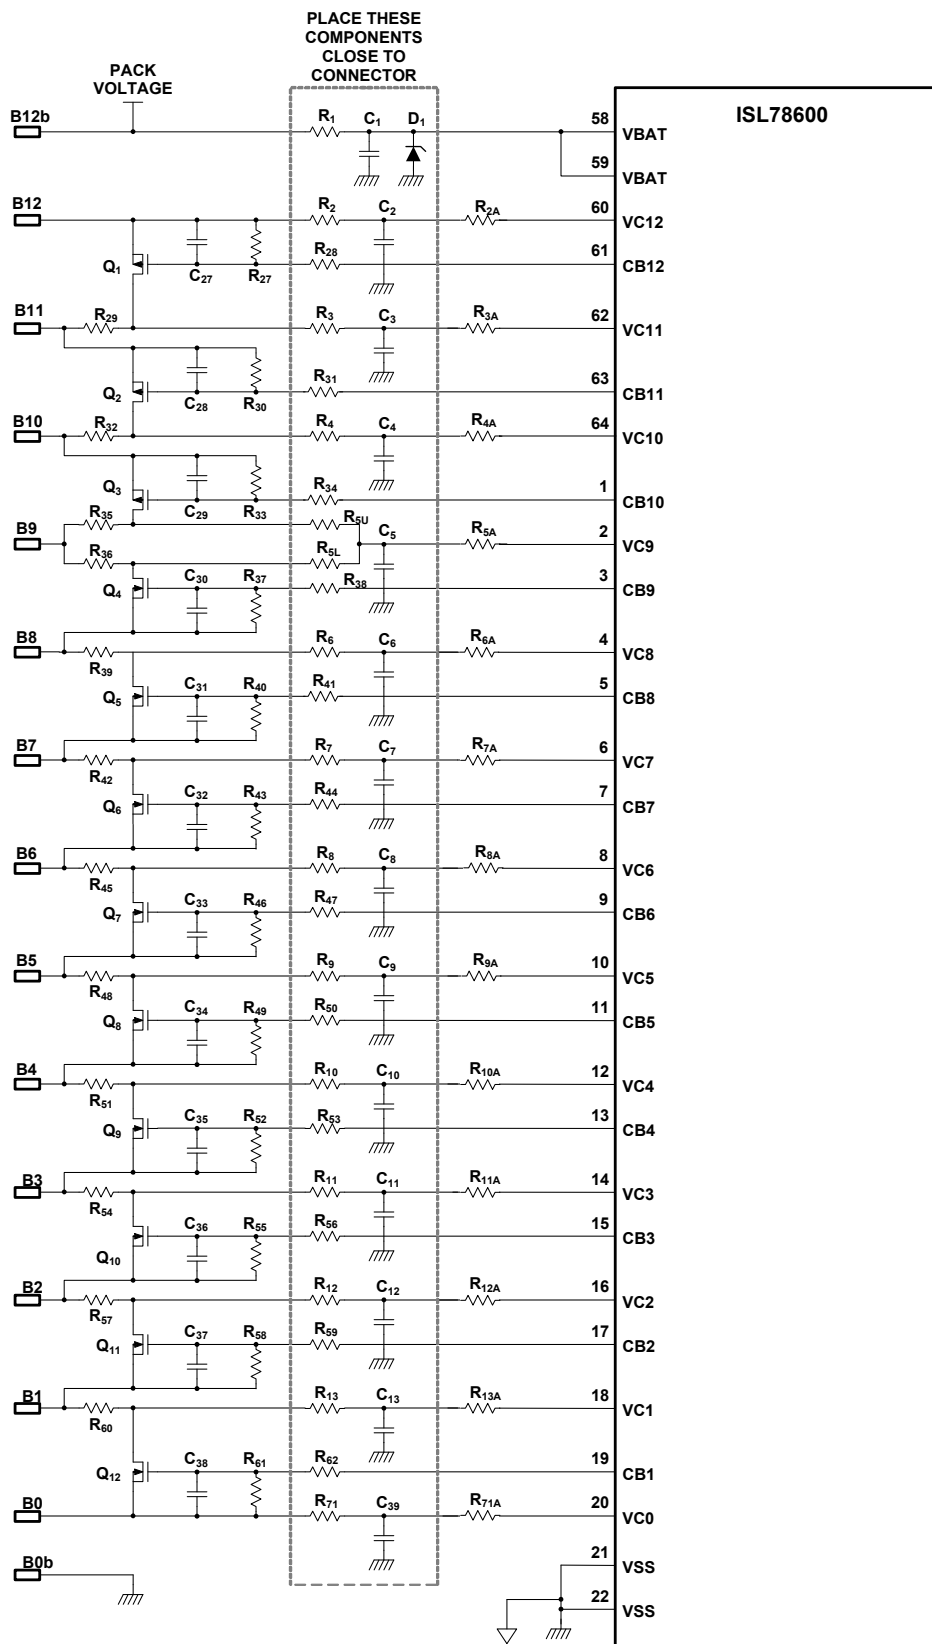 PLACE THESE
COMPONENTS
CLOSE TO
CONNECTOR
PACK
VOLTAGE
ISL78600
B12b R1 C1 D1 58 VBAT
59 VBAT
B12 R2 C2 R2A 60 VC12
Q1 C27 R27 R28 61 CB12
B11 R29 R3 C3 R3A 62 VC11
Q2 C28 R30 R31 63 CB11
B10 R32 R4 C4 R4A 64 VC10
Q3 C29 R33 R34 1 CB10
B9 R35 R5U C5 R5A 2 VC9
R36 R5L
Q4 C30 R37 R38 3 CB9
B8 R39 R6 C6 R6A 4 VC8
Q5 C31 R40 R41 5 CB8
B7 R42 R7 C7 R7A 6 VC7
Q6 C32 R43 R44 7 CB7
B6 R45 R8 C8 R8A 8 VC6
Q7 C33 R46 R47 9 CB6
B5 R48 R9 C9 R9A 10 VC5
Q8 C34 R49 R50 11 CB5
B4 R51 R10 C10 R10A 12 VC4
Q9 C35 R52 R53 13 CB4
B3 R54 R11 C11 R11A 14 VC3
Q10 C36 R55 R56 15 CB3
B2 R57 R12 C12 R12A 16 VC2
Q11 C37 R58 R59 17 CB2
B1 R60 R13 C13 R13A 18 VC1
Q12 C38 R61 R62 19 CB1
B0 R71 C39 R71A 20 VC0
B0b 21 VSS
22 VSS